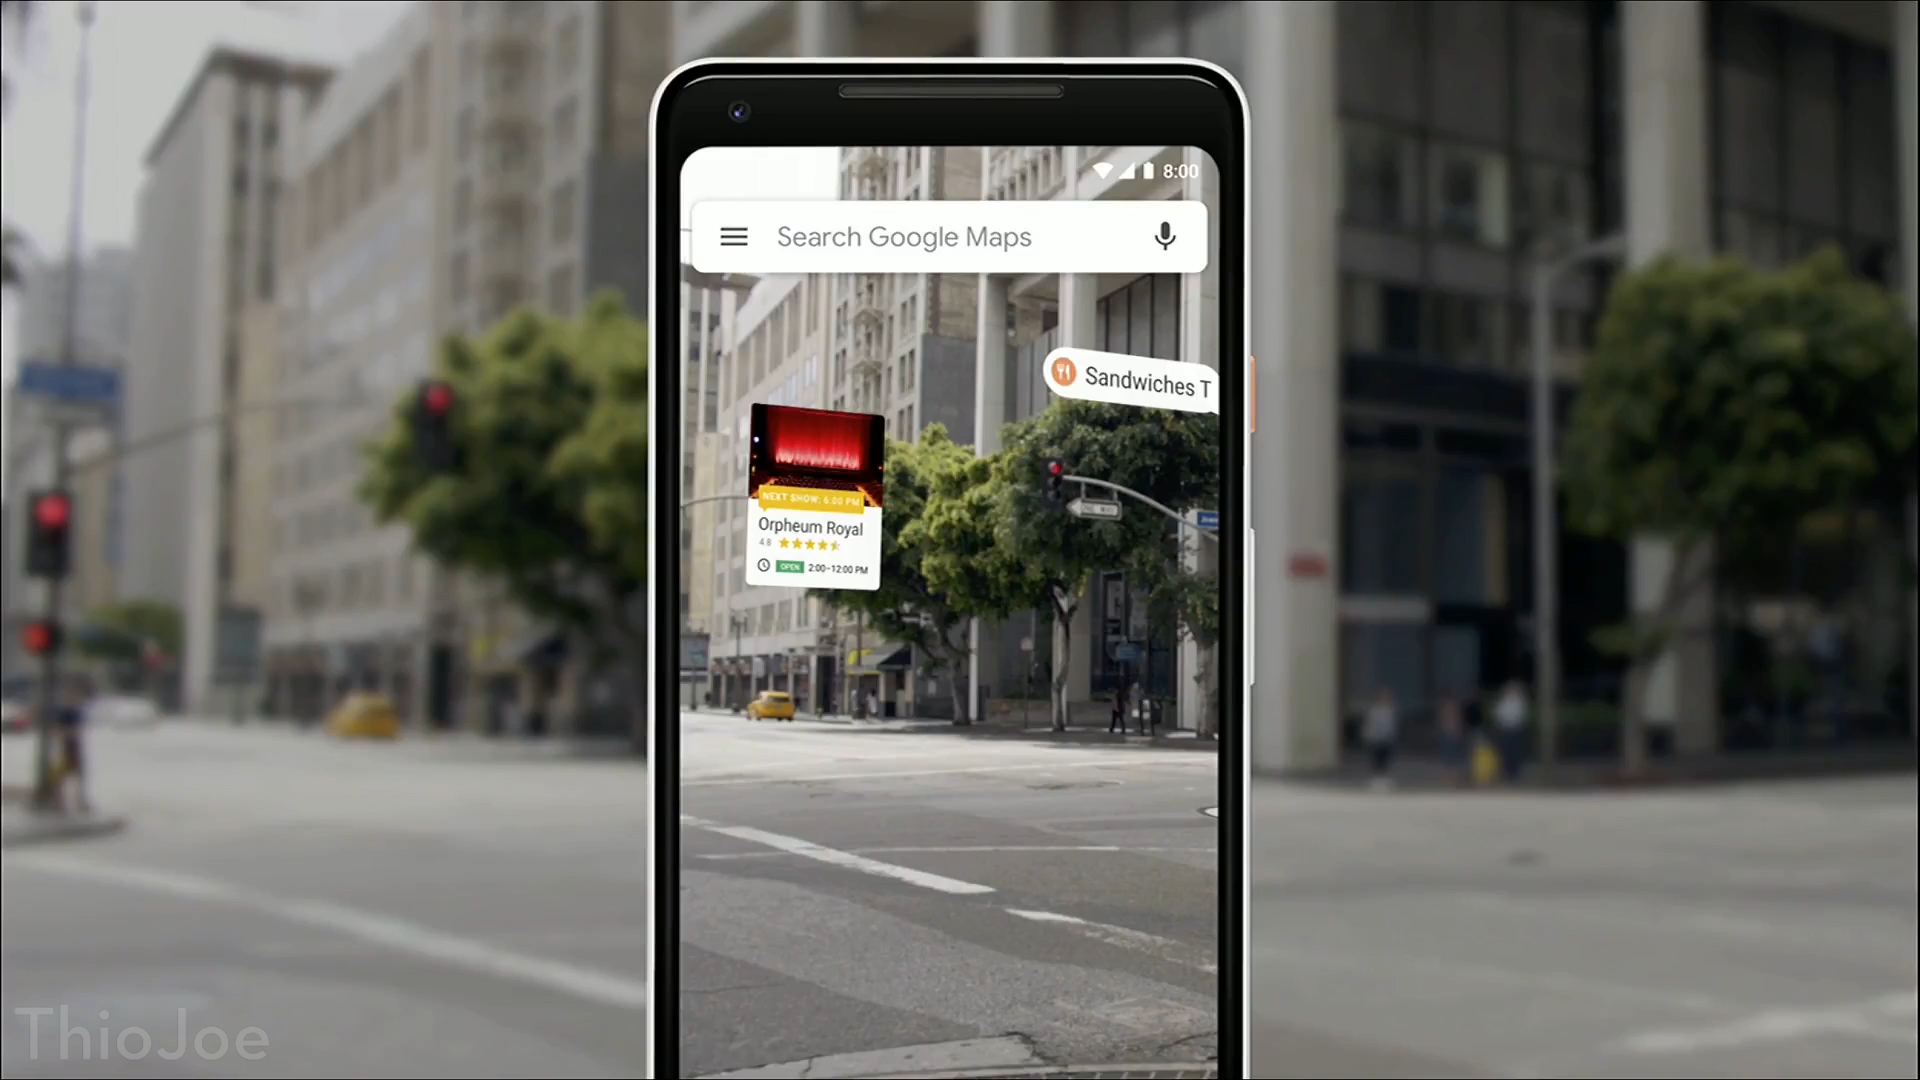 8:00
Search Google Maps
Sandwiches T
NEXT SHOW: 6:00 PM
Orpheum Royal
4.8
OPEN 2:00-12:00 PM
ThioJoe